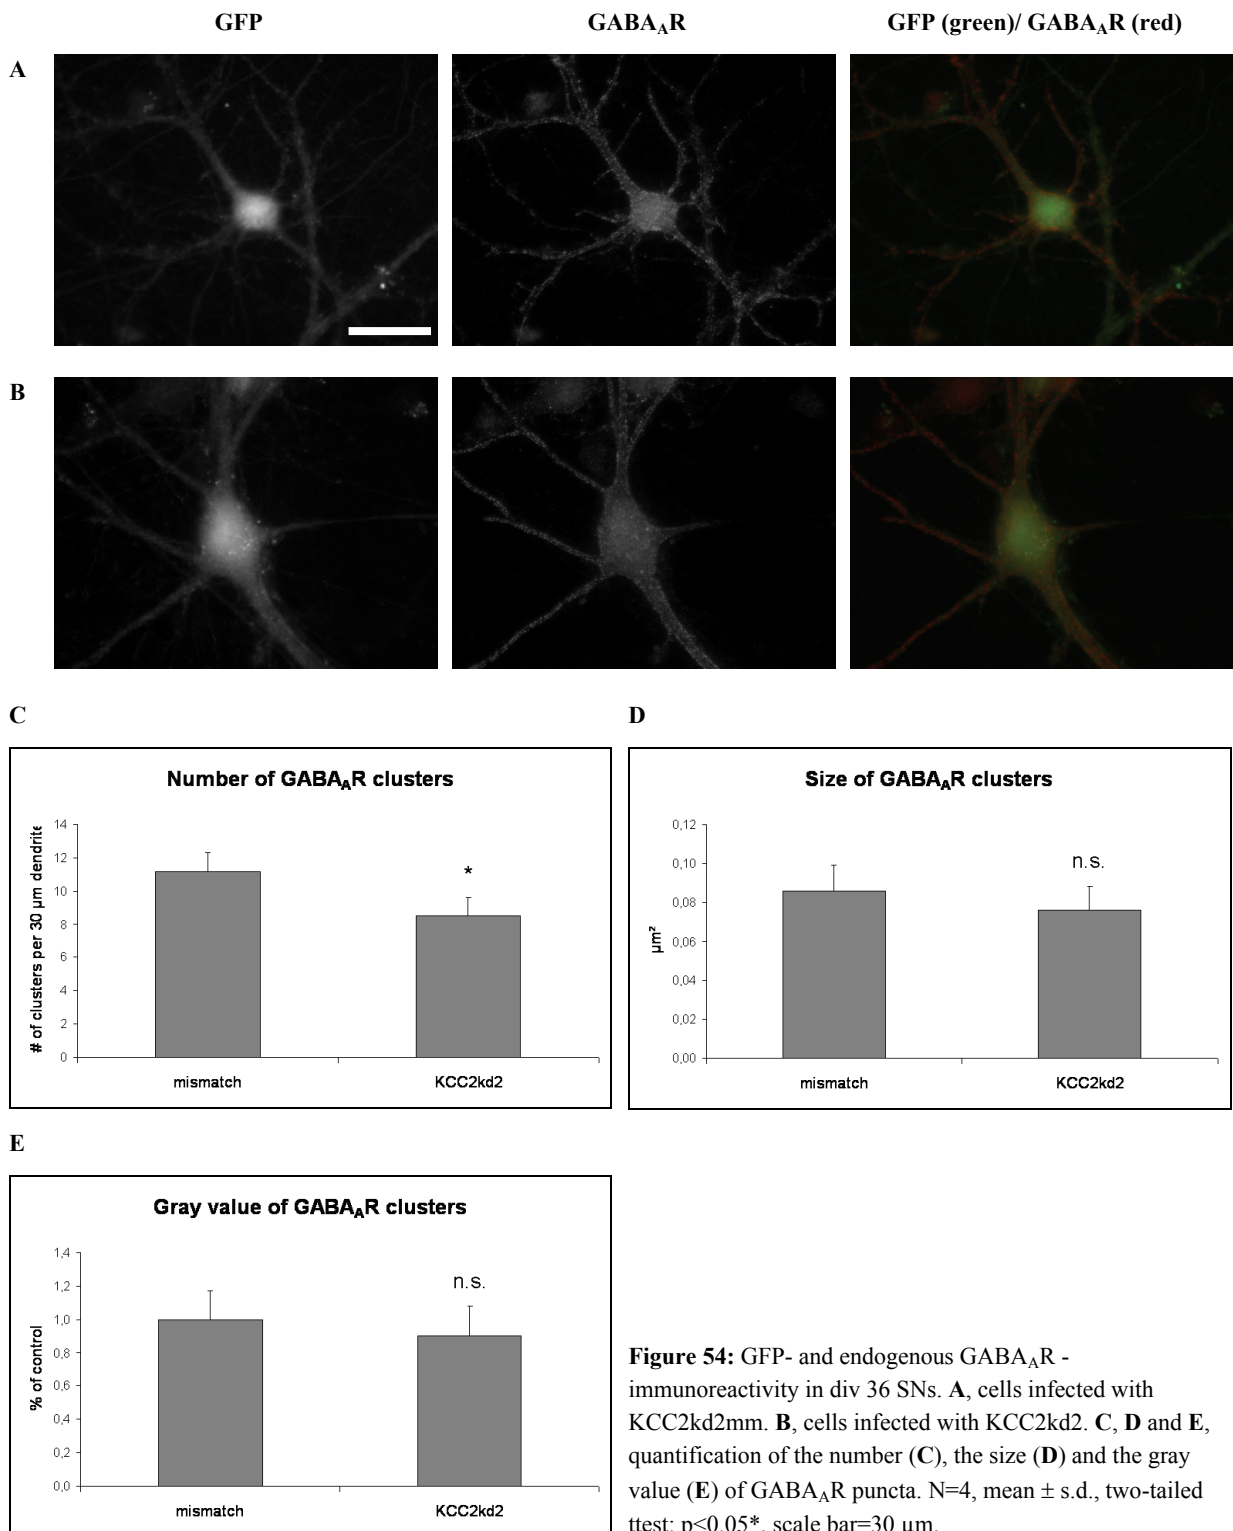 GFP
GABAAR
GFP (green)/ GABAAR (red)
A
B
C
D
Number of GABAAR clusters
# of clusters per 30 µm dendrite
14
12
10
8
6
4
2
0
*
mismatch
KCC2kd2
Size of GABAAR clusters
µm²
0,12
0,10
0,08
0,06
0,04
0,02
0,00
n.s.
mismatch
KCC2kd2
E
Gray value of GABAAR clusters
% of control
1,4
1,2
1,0
0,8
0,6
0,4
0,2
0,0
n.s.
mismatch
KCC2kd2
Figure 54: GFP- and endogenous GABAAR -
immunoreactivity in div 36 SNs. A, cells infected with
KCC2kd2mm. B, cells infected with KCC2kd2. C, D and E,
quantification of the number (C), the size (D) and the gray
value (E) of GABAAR puncta. N=4, mean ± s.d., two-tailed
ttest: p<0.05*, scale bar=30 µm.